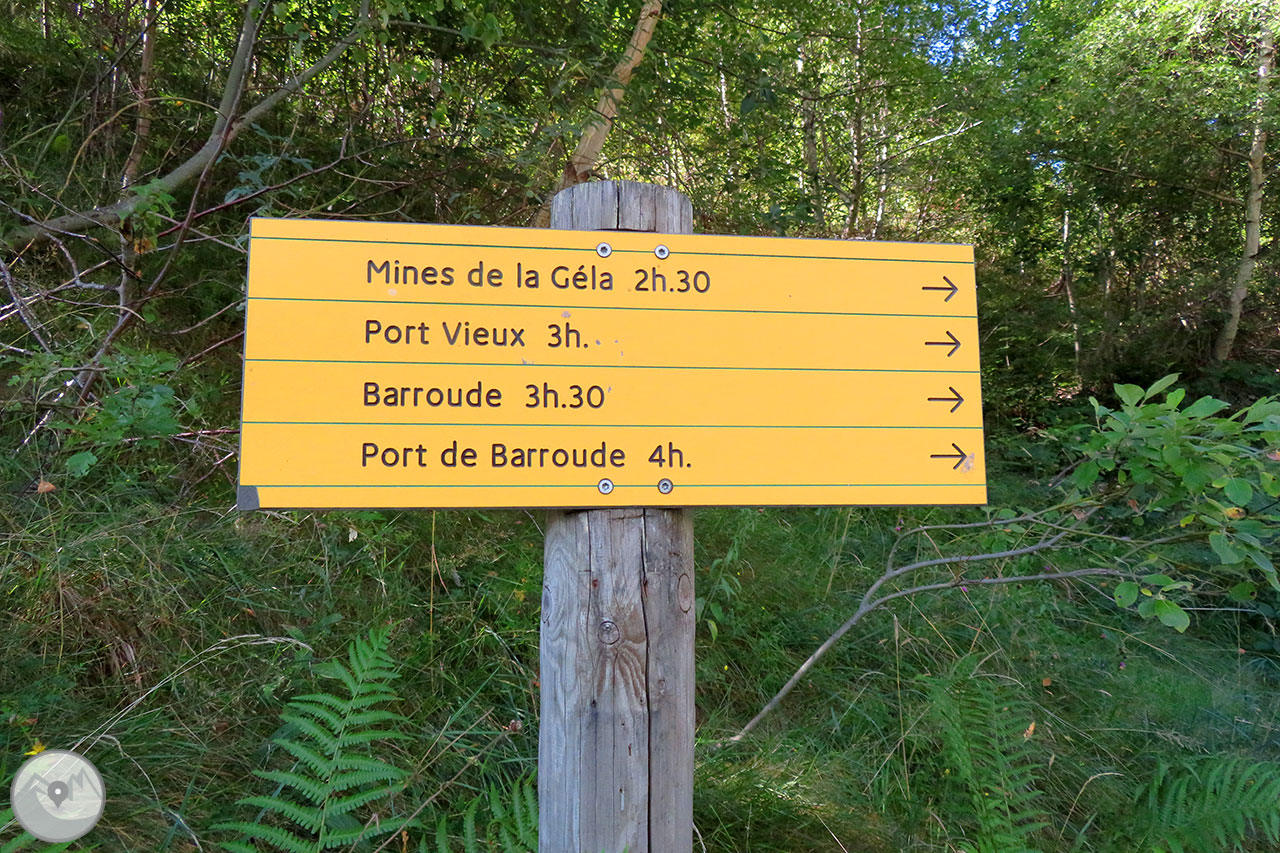 Mines de la Géla 2h.30 →
Port Vieux 3h. →
Barroude 3h.30 →
Port de Barroude 4h. →